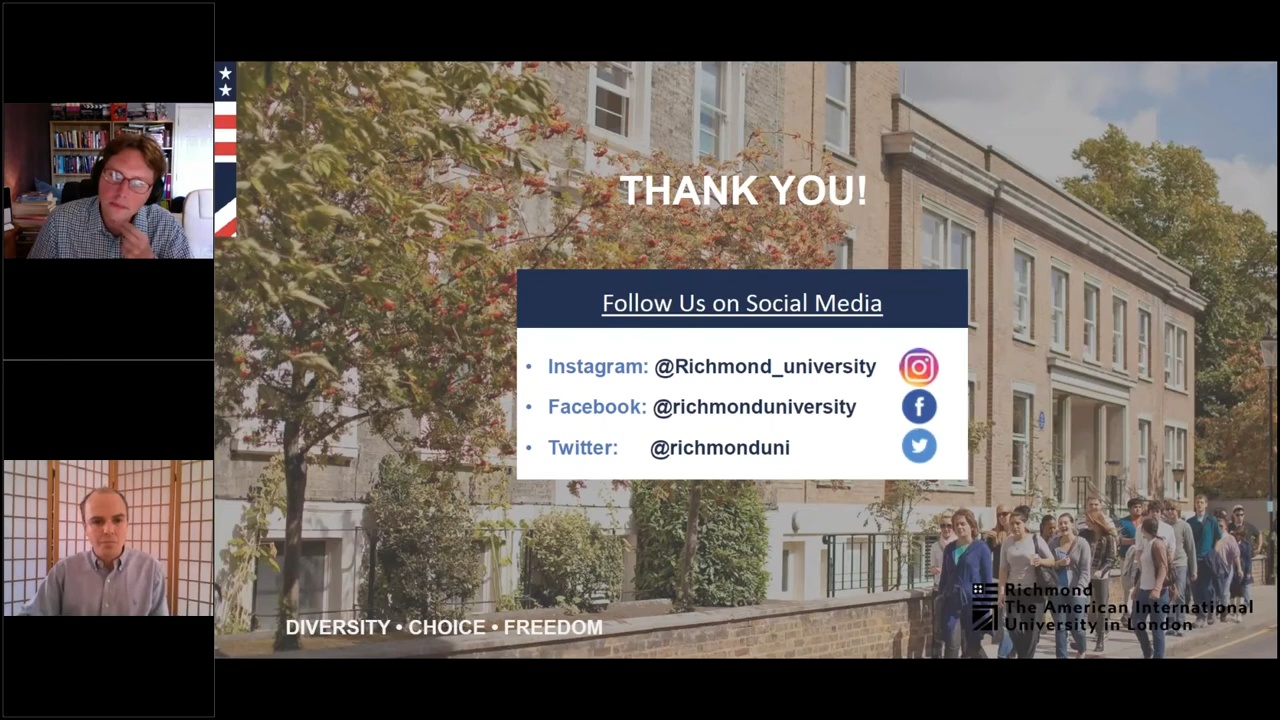 THANK YOU!
Follow Us on Social Media
• Instagram: @Richmond_university
• Facebook: @richmonduniversity
• Twitter: @richmonduni
DIVERSITY • CHOICE • FREEDOM
Richmond
The American International
University in London